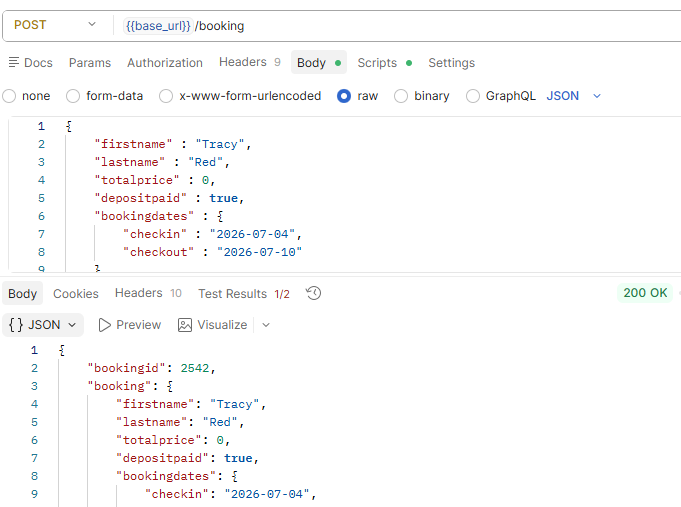 POST {{base_url}} /booking
Docs Params Authorization Headers 9 Body Scripts Settings
none form-data x-www-form-urlencoded raw binary GraphQL JSON
1 {
2 "firstname" : "Tracy",
3 "lastname" : "Red",
4 "totalprice" : 0,
5 "depositpaid" : true,
6 "bookingdates" : {
7 "checkin" : "2026-07-04",
8 "checkout" : "2026-07-10"
9 }
Body Cookies Headers 10 Test Results 1/2 200 OK
{} JSON Preview Visualize
1 {
2 "bookingid": 2542,
3 "booking": {
4 "firstname": "Tracy",
5 "lastname": "Red",
6 "totalprice": 0,
7 "depositpaid": true,
8 "bookingdates": {
9 "checkin": "2026-07-04",